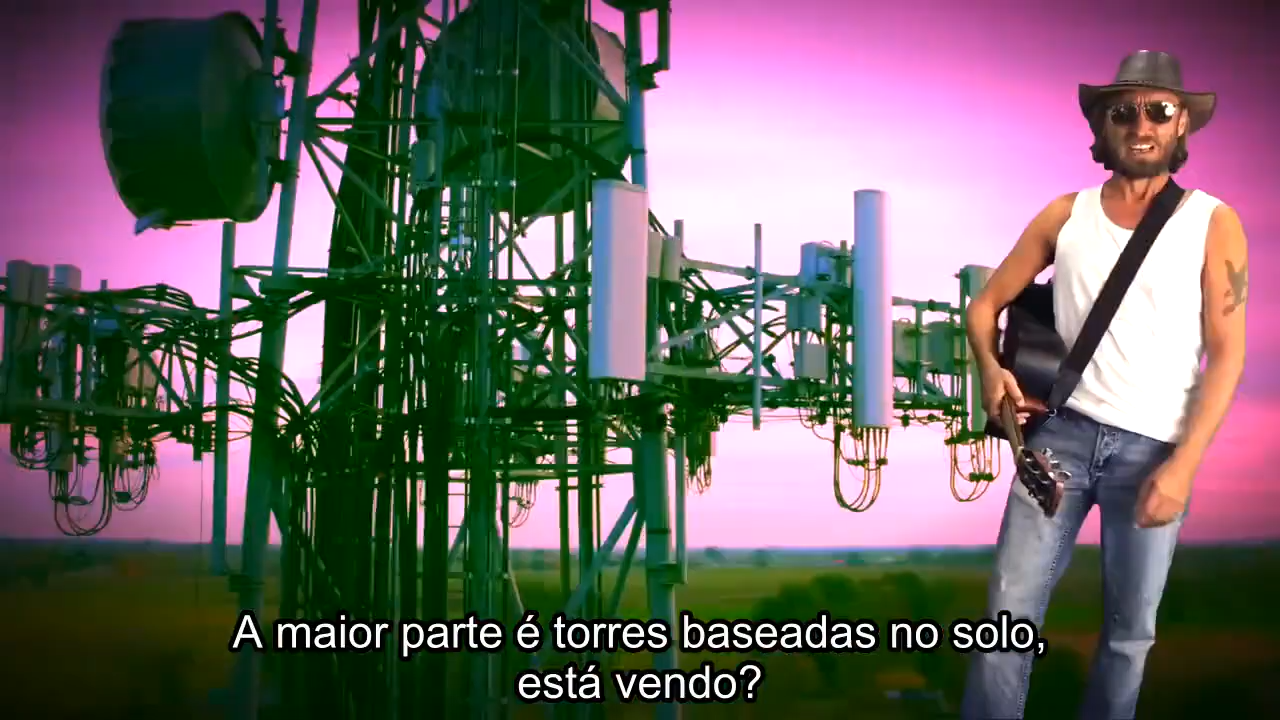 A maior parte é torres baseadas no solo,
está vendo?